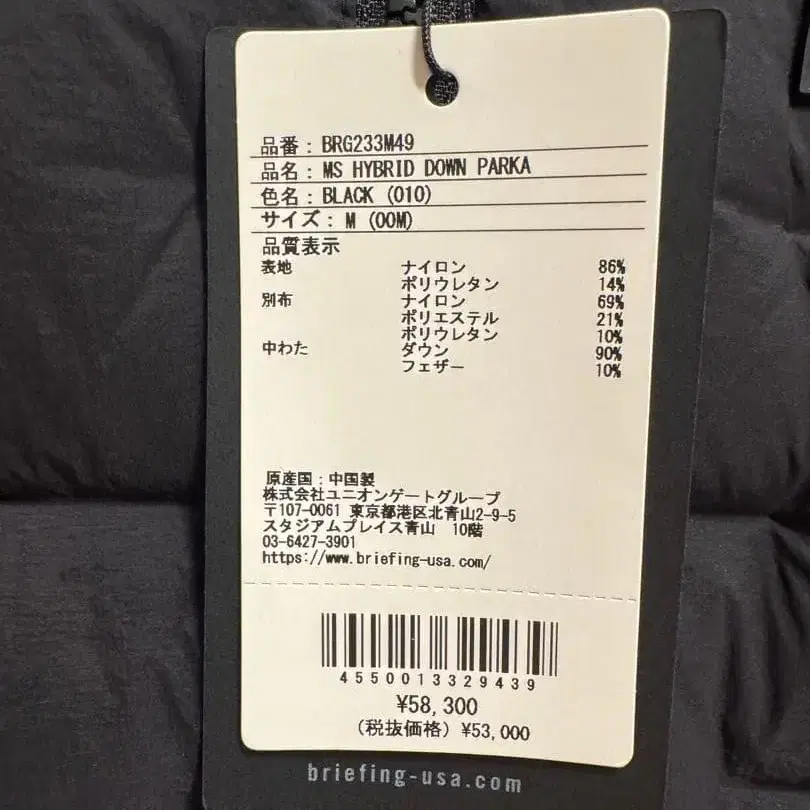 品番：BRG233M49
品名：MS HYBRID DOWN PARKA
色名：BLACK (010)
サイズ：M (00M)
品質表示
表地 ナイロン 86%
ポリウレタン 14%
別布 ナイロン 69%
ポリエステル 21%
ポリウレタン 10%
中わた ダウン 90%
フェザー 10%
原産国：中国製
株式会社ユニオンゲートグループ
〒107-0061 東京都港区北青山2-9-5
スタジアムプレイス青山 10階
03-6427-3901
https://www.briefing-usa.com/
4550013329439
¥58,300
(税抜価格) ¥53,000
briefing-usa.com